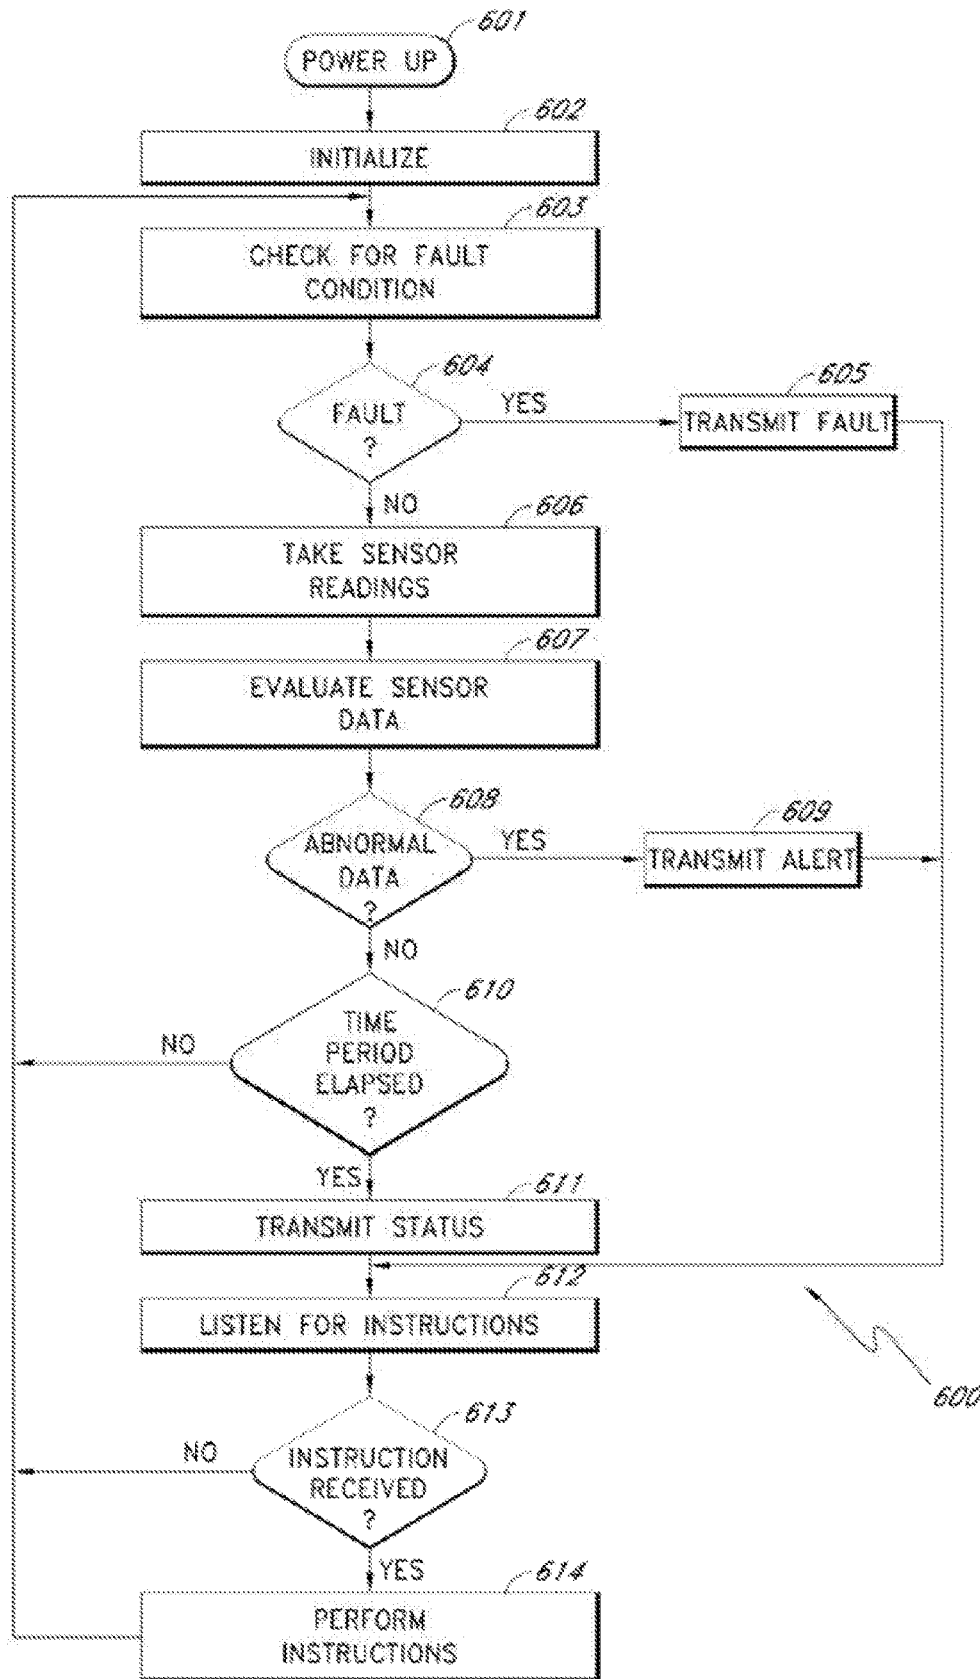 601
POWER UP
602
INITIALIZE
603
CHECK FOR FAULT
CONDITION
604
FAULT
?
YES
605
TRANSMIT FAULT
NO
606
TAKE SENSOR
READINGS
607
EVALUATE SENSOR
DATA
608
ABNORMAL
DATA
?
YES
609
TRANSMIT ALERT
NO
610
TIME
PERIOD
ELAPSED
?
NO
YES
611
TRANSMIT STATUS
612
LISTEN FOR INSTRUCTIONS
600
613
INSTRUCTION
RECEIVED
?
NO
YES
614
PERFORM
INSTRUCTIONS